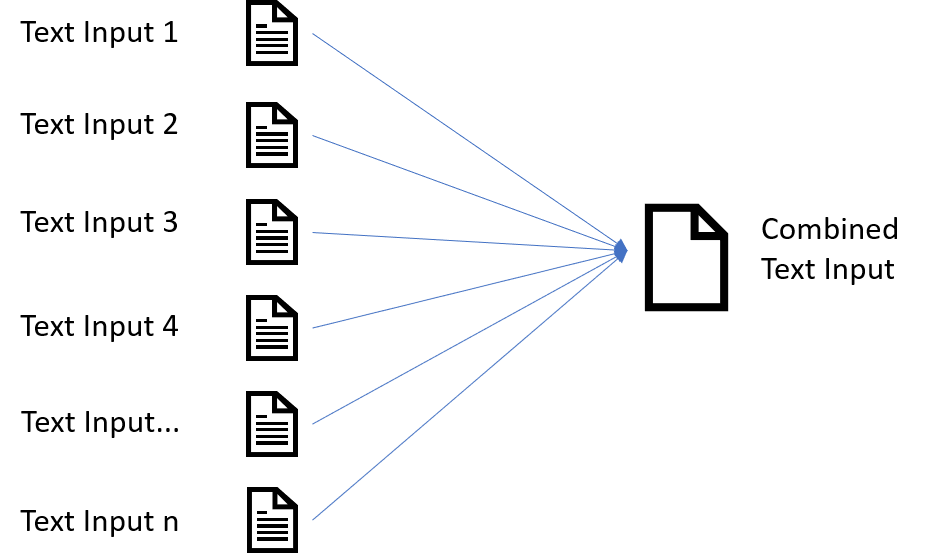 Text Input 1
Text Input 2
Text Input 3
Text Input 4
Text Input...
Text Input n
Combined
Text Input